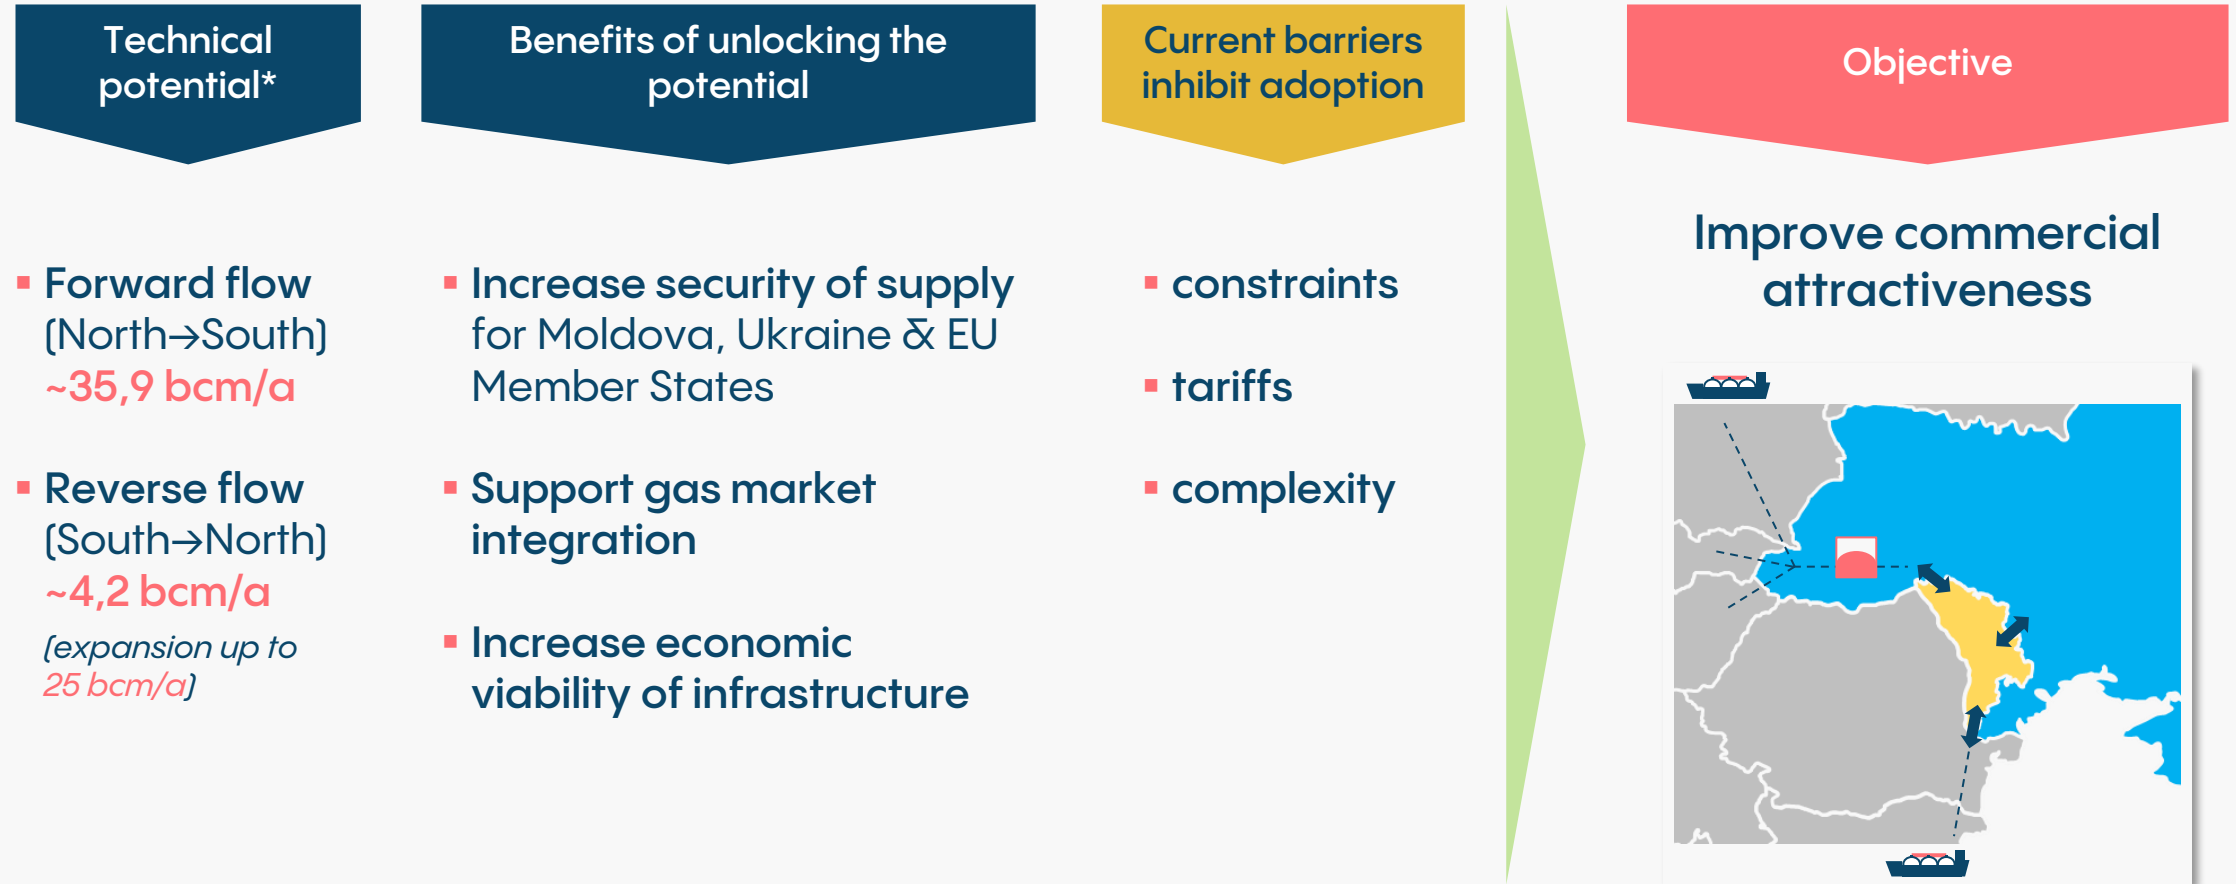 Technical
potential*
Benefits of unlocking the
potential
Current barriers
inhibit adoption
Objective
▪ Forward flow
(North→South)
~35,9 bcm/a
▪ Reverse flow
(South→North)
~4,2 bcm/a
(expansion up to
25 bcm/a)
▪ Increase security of supply
for Moldova, Ukraine & EU
Member States
▪ Support gas market
integration
▪ Increase economic
viability of infrastructure
▪ constraints
▪ tariffs
▪ complexity
Improve commercial
attractiveness